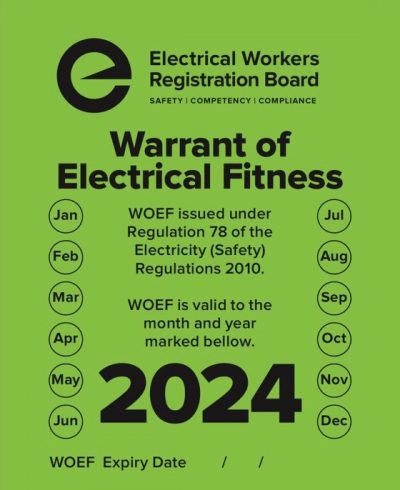 Electrical Workers
Registration Board
SAFETY | COMPETENCY | COMPLIANCE
Warrant of
Electrical Fitness
Jan
Feb
Mar
Apr
May
Jun
WOEF issued under
Regulation 78 of the
Electricity (Safety)
Regulations 2010.
WOEF is valid to the
month and year
marked bellow.
2024
Jul
Aug
Sep
Oct
Nov
Dec
WOEF Expiry Date / /